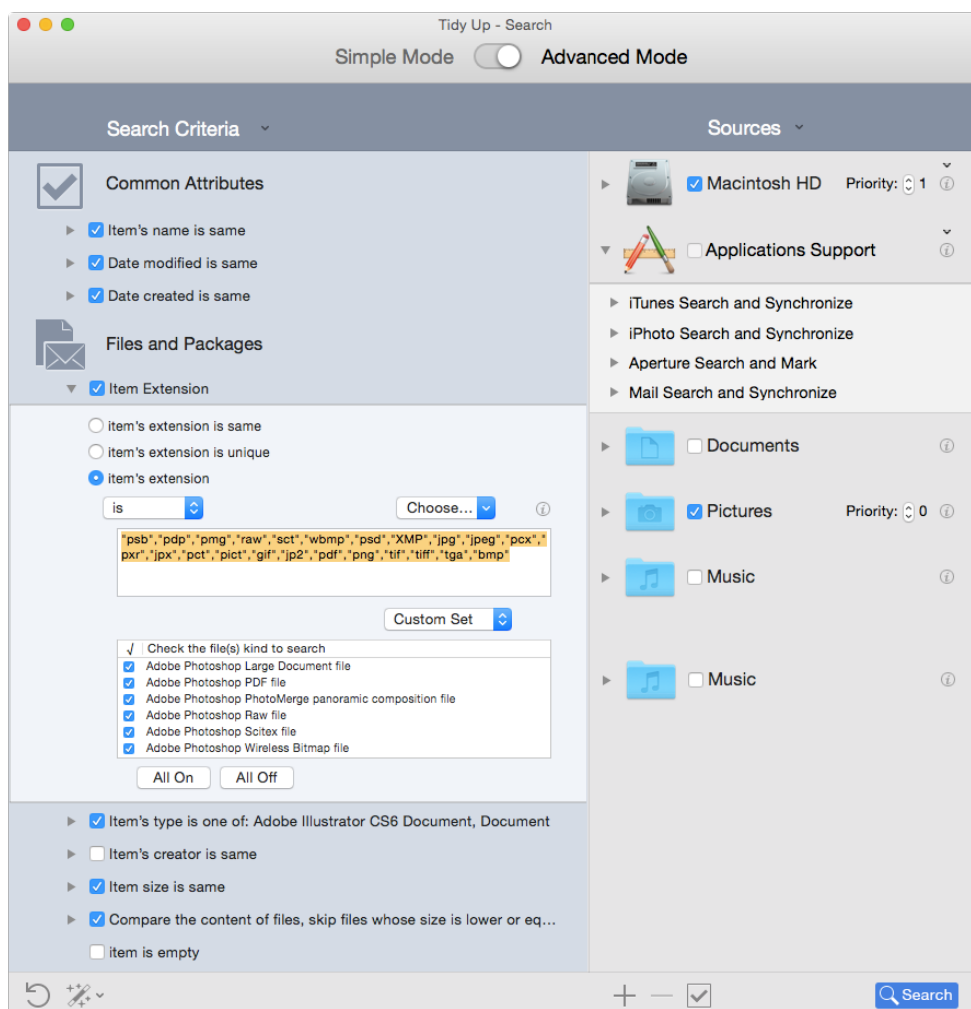 Tidy Up - Search
Simple Mode Advanced Mode
Search Criteria
Common Attributes
Item's name is same
Date modified is same
Date created is same
Files and Packages
Item Extension
item's extension is same
item's extension is unique
item's extension
is Choose...
"psb","pdp","pmg","raw","sct","wbmp","psd","XMP","jpg","jpeg","pcx","
pxr","jpx","pct","pict","gif","jp2","pdf","png","tif","tiff","tga","bmp"
Custom Set
√ Check the file(s) kind to search
Adobe Photoshop Large Document file
Adobe Photoshop PDF file
Adobe Photoshop PhotoMerge panoramic composition file
Adobe Photoshop Raw file
Adobe Photoshop Scitex file
Adobe Photoshop Wireless Bitmap file
All On All Off
Item's type is one of: Adobe Illustrator CS6 Document, Document
Item's creator is same
Item size is same
Compare the content of files, skip files whose size is lower or eq...
item is empty
Sources
Macintosh HD Priority: 1
Applications Support
iTunes Search and Synchronize
iPhoto Search and Synchronize
Aperture Search and Mark
Mail Search and Synchronize
Documents
Pictures Priority: 0
Music
Music
Search